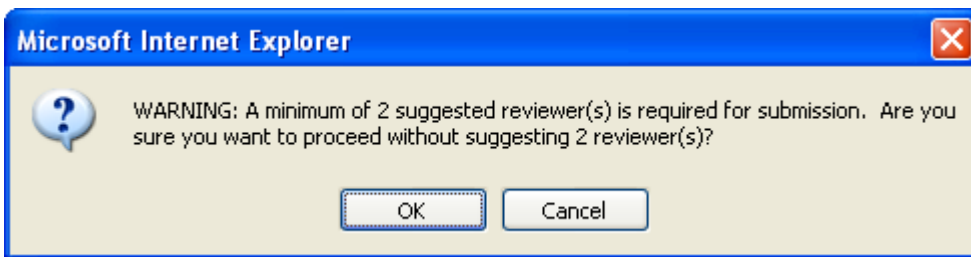 Microsoft Internet Explorer
WARNING: A minimum of 2 suggested reviewer(s) is required for submission.  Are you
sure you want to proceed without suggesting 2 reviewer(s)?
OK
Cancel